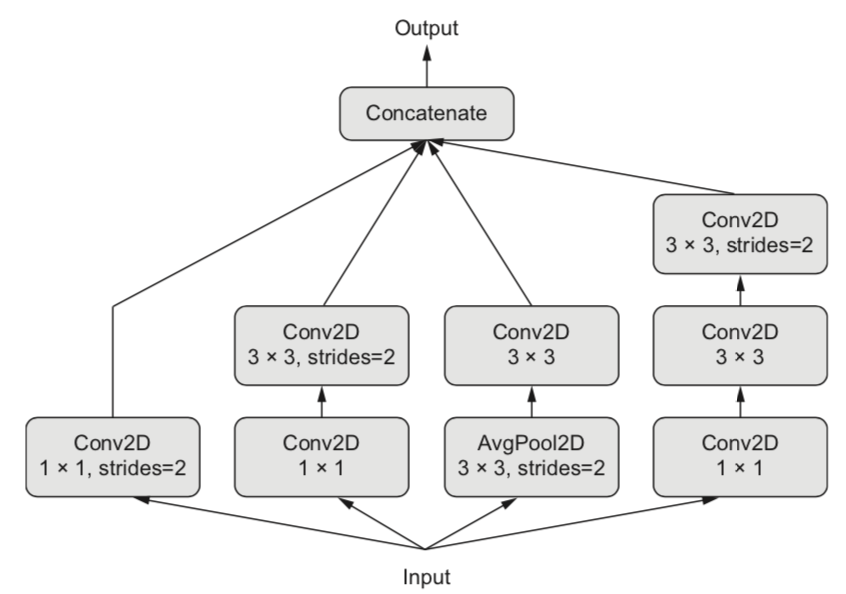 Output
Concatenate
Conv2D
3 × 3, strides=2
Conv2D
3 × 3, strides=2
Conv2D
3 × 3
Conv2D
3 × 3
Conv2D
1 × 1, strides=2
Conv2D
1 × 1
AvgPool2D
3 × 3, strides=2
Conv2D
1 × 1
Input